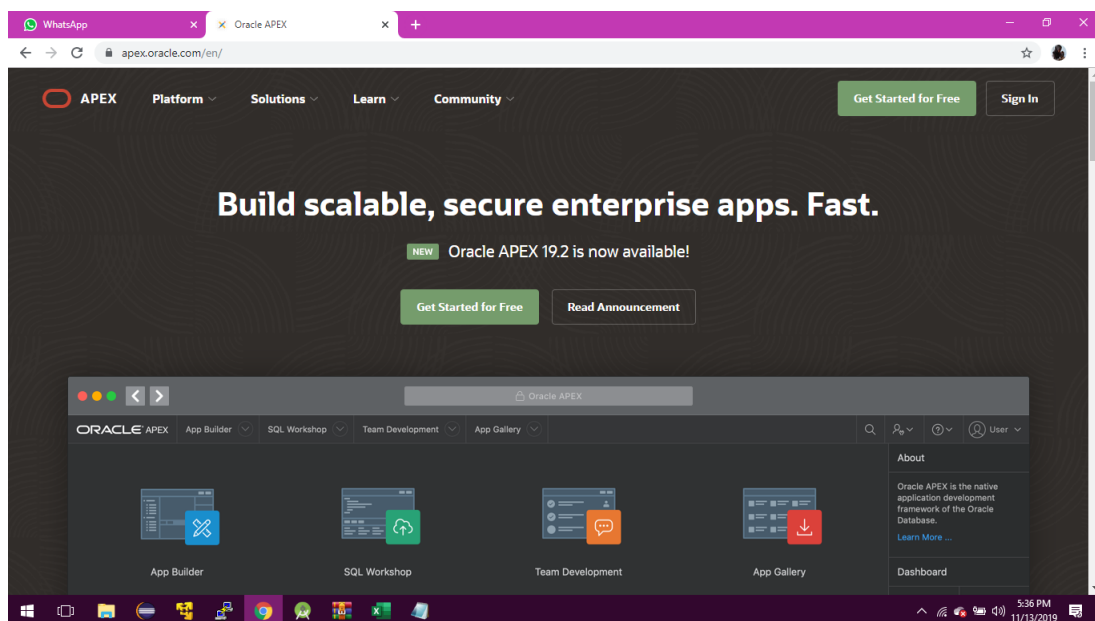 WhatsApp
Oracle APEX
apex.oracle.com/en/
APEX Platform Solutions Learn Community Get Started for Free Sign In
Build scalable, secure enterprise apps. Fast.
NEW Oracle APEX 19.2 is now available!
Get Started for Free Read Announcement
Oracle APEX
ORACLE APEX App Builder SQL Workshop Team Development App Gallery User
About
Oracle APEX is the native
application development
framework of the Oracle
Database.
Learn More ...
App Builder SQL Workshop Team Development App Gallery Dashboard
5:36 PM
11/13/2019